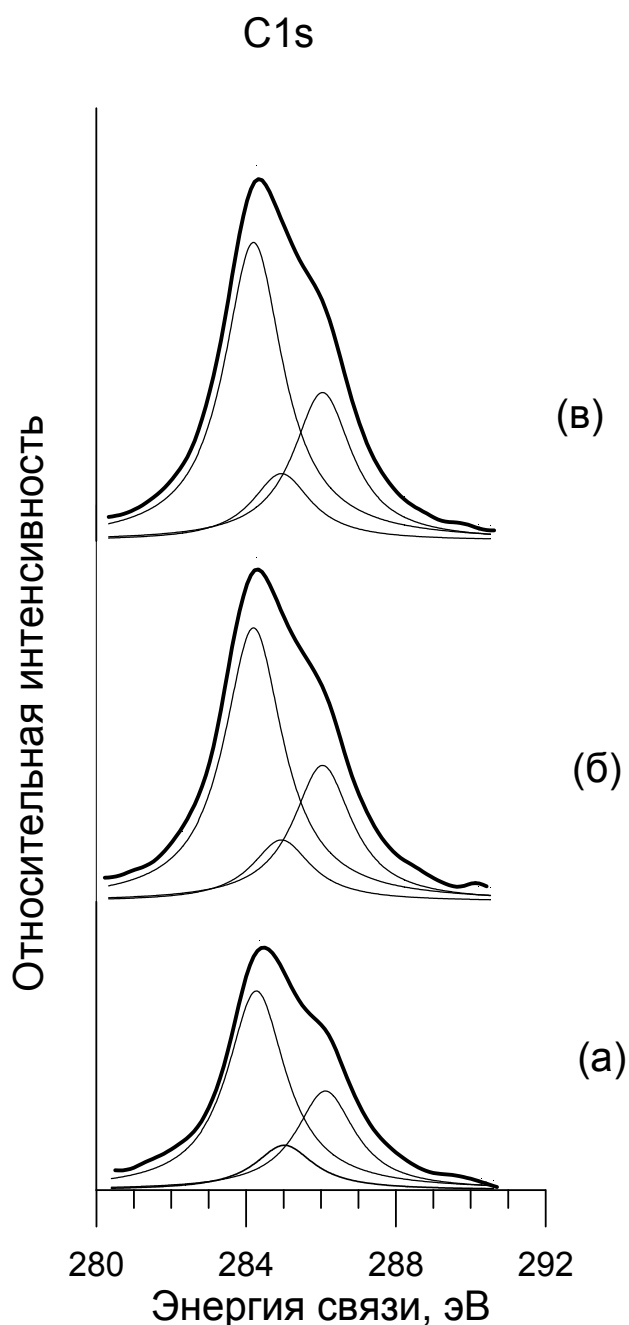 C1s
(в)
(б)
(а)
Относительная интенсивность
280 284 288 292
Энергия связи, эВ